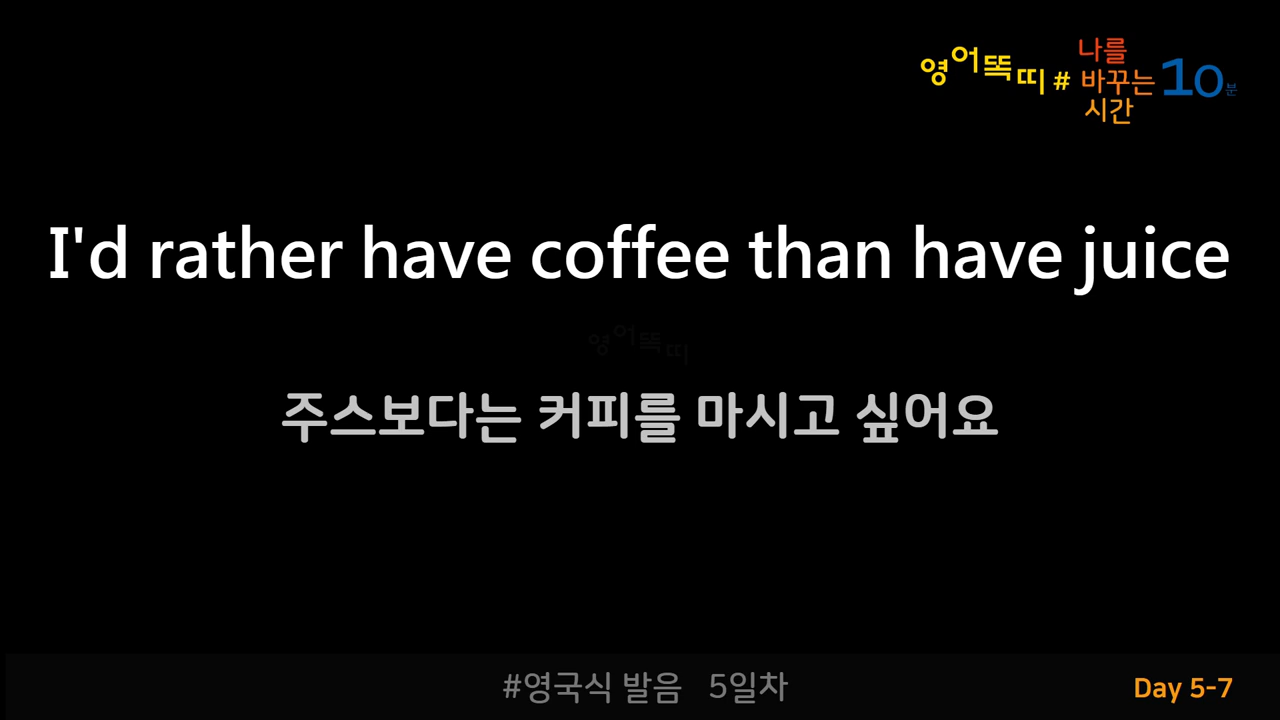 영어똑띠 # 나를 바꾸는 시간 10분
I'd rather have coffee than have juice
영어똑띠
주스보다는 커피를 마시고 싶어요
#영국식 발음 5일차
Day 5-7